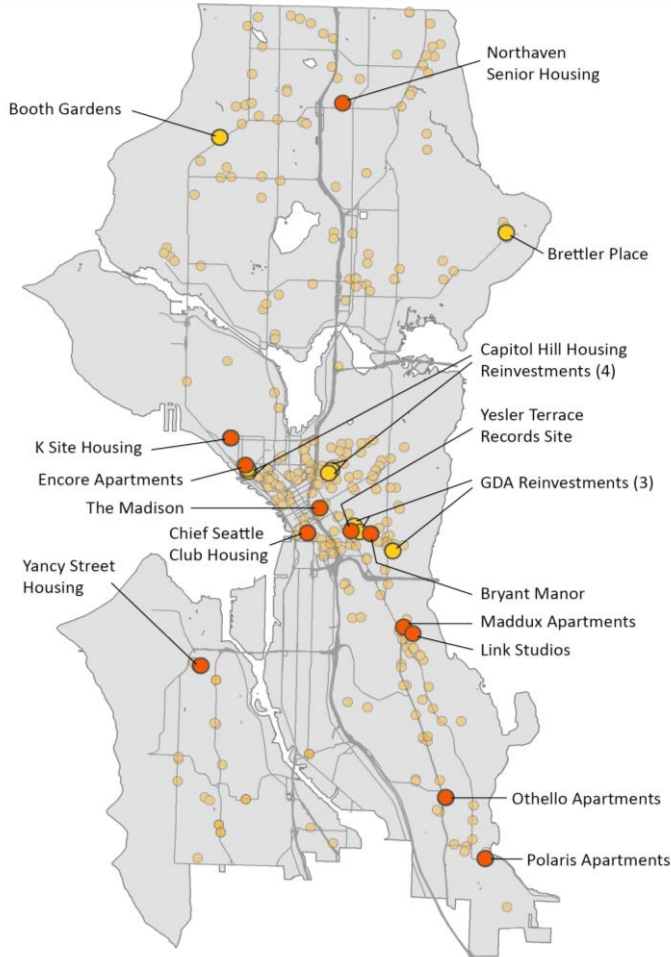 Northaven
Senior Housing
Booth Gardens
Brettler Place
Capitol Hill Housing
Reinvestments (4)
Yesler Terrace
Records Site
K Site Housing
Encore Apartments
GDA Reinvestments (3)
The Madison
Chief Seattle
Club Housing
Yancy Street
Housing
Bryant Manor
Maddux Apartments
Link Studios
Othello Apartments
Polaris Apartments